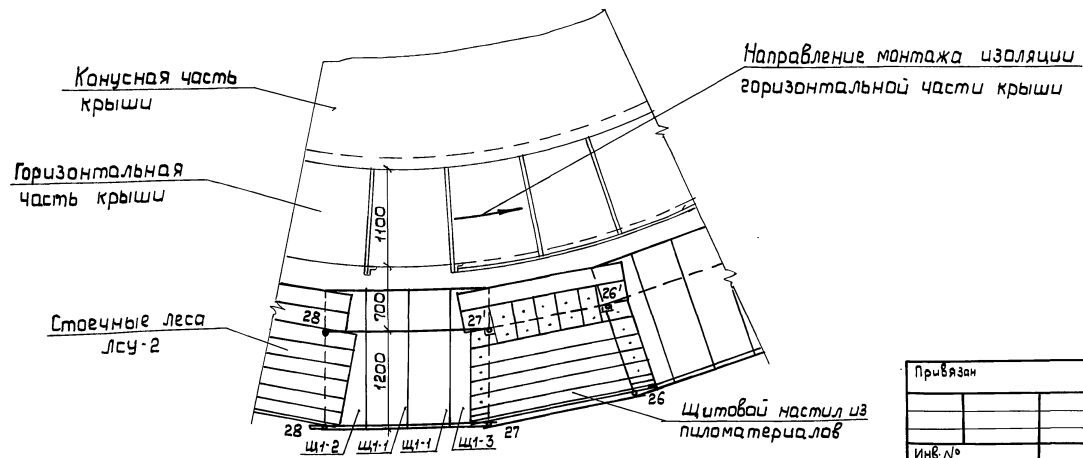 Конусная часть
крыши
Направление монтажа изоляции
горизонтальной части крыши
Горизонтальная
часть крыши
1100
700
1200
28
27'
26'
Стоечные леса
ЛСУ-2
28
Щ1-2
Щ1-1
Щ1-1
Щ1-3
27
26
Щитовой настил из
пиломатериалов
Привязан
Инв. №